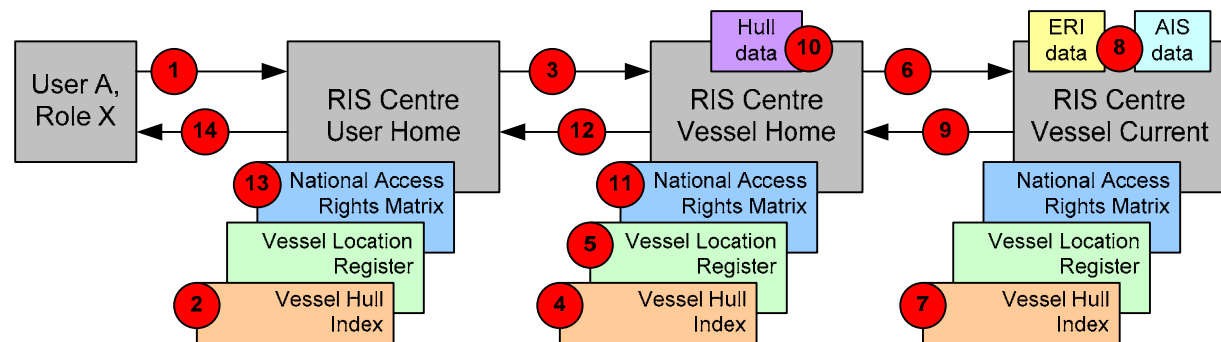 Hull
data
10
ERI
data
8
AIS
data
1
3
6
User A,
Role X
RIS Centre
User Home
RIS Centre
Vessel Home
RIS Centre
Vessel Current
14
12
9
13
National Access
Rights Matrix
11
National Access
Rights Matrix
National Access
Rights Matrix
Vessel Location
Register
5
Vessel Location
Register
Vessel Location
Register
2
Vessel Hull
Index
4
Vessel Hull
Index
7
Vessel Hull
Index